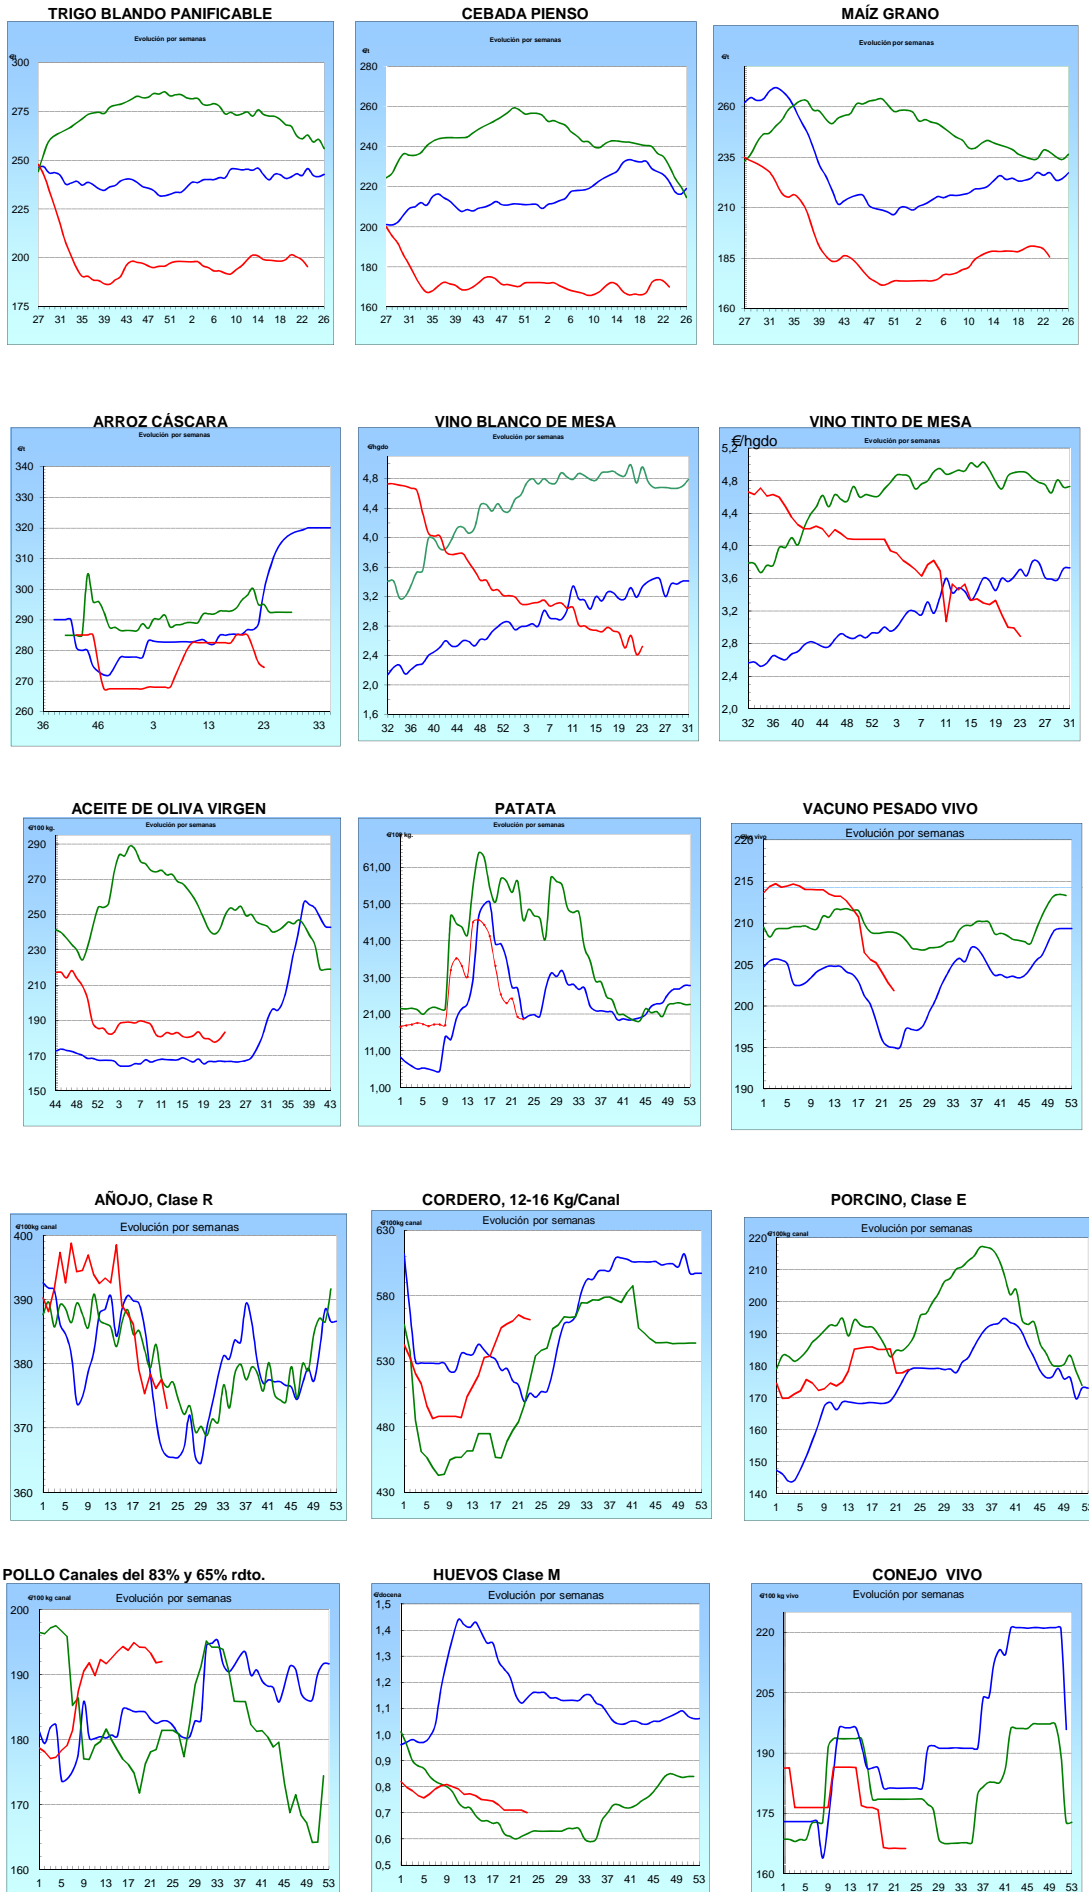 TRIGO BLANDO PANIFICABLE
Evolución por semanas
€/t
300
275
250
225
200
175
27 31 35 39 43 47 51 2 6 10 14 18 22 26
CEBADA PIENSO
Evolución por semanas
€/t
280
260
240
220
200
180
160
27 31 35 39 43 47 51 2 6 10 14 18 22 26
MAÍZ GRANO
Evolución por semanas
€/t
260
235
210
185
160
27 31 35 39 43 47 51 2 6 10 14 18 22 26
ARROZ CÁSCARA
Evolución por semanas
€/t
340
330
320
310
300
290
280
270
260
36 46 3 13 23 33
VINO BLANCO DE MESA
Evolución por semanas
€/hgdo
4,8
4,4
4,0
3,6
3,2
2,8
2,4
2,0
1,6
32 36 40 44 48 52 3 7 11 15 19 23 27 31
VINO TINTO DE MESA
€/hgdo
Evolución por semanas
5,2
4,8
4,4
4,0
3,6
3,2
2,8
2,4
2,0
32 36 40 44 48 52 3 7 11 15 19 23 27 31
ACEITE DE OLIVA VIRGEN
Evolución por semanas
€/100 kg.
290
270
250
230
210
190
170
150
44 48 52 3 7 11 15 19 23 27 31 35 39 43
PATATA
Evolución por semanas
€/100 kg.
61,00
51,00
41,00
31,00
21,00
11,00
1,00
1 5 9 13 17 21 25 29 33 37 41 45 49 53
VACUNO PESADO VIVO
Evolución por semanas
€/kg vivo
220
215
210
205
200
195
190
1 5 9 13 17 21 25 29 33 37 41 45 49 53
AÑOJO, Clase R
€/100kg canal
Evolución por semanas
400
390
380
370
360
1 5 9 13 17 21 25 29 33 37 41 45 49 53
CORDERO, 12-16 Kg/Canal
€/100kg canal
Evolución por semanas
630
580
530
480
430
1 5 9 13 17 21 25 29 33 37 41 45 49 53
PORCINO, Clase E
€/100kg canal
Evolución por semanas
220
210
200
190
180
170
160
150
140
1 5 9 13 17 21 25 29 33 37 41 45 49
POLLO Canales del 83% y 65% rdto.
€/100 kg canal
Evolución por semanas
200
190
180
170
160
1 5 9 13 17 21 25 29 33 37 41 45 49 53
HUEVOS Clase M
€/docena
Evolución por semanas
1,5
1,4
1,3
1,2
1,1
1,0
0,9
0,8
0,7
0,6
0,5
1 5 9 13 17 21 25 29 33 37 41 45 49 53
CONEJO VIVO
€/100 kg vivo
Evolución por semanas
220
205
190
175
160
1 5 9 13 17 21 25 29 33 37 41 45 49 53